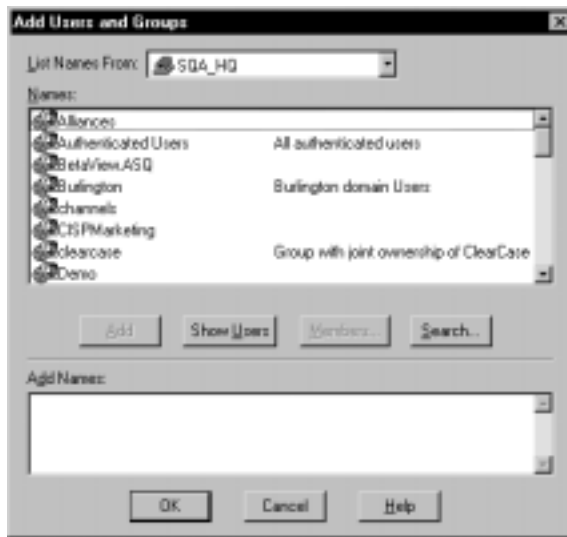 Add Users and Groups
List Names From: SQA_HQ
Names:
Alliances
Authenticated Users All authenticated users
BetaView.ASQ
Burlington Burlington domain Users
channels
CISPMarketing
clearcase Group with joint ownership of ClearCase
Demo
Add Show Users Members... Search...
Add Names:
OK Cancel Help